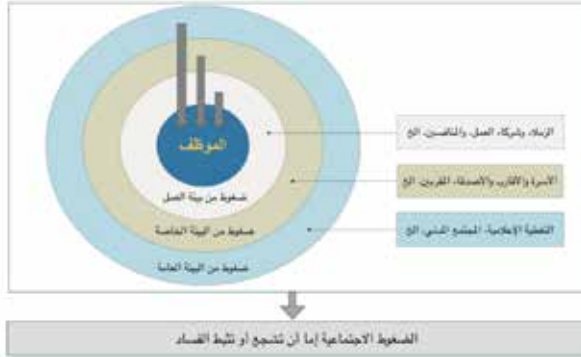 الموظف
ضغوط من بيئة العمل
ضغوط من البيئة الخاصة
ضغوط من البيئة العامة
الزملاء وشركاء العمل، والمنافسين، الخ
الأسرة والأقارب والأصدقاء المقربين، الخ
التغطية الإعلامية، المجتمع المدني، الخ
الضغوط الاجتماعية إما أن تشجع أو تثبط الفساد